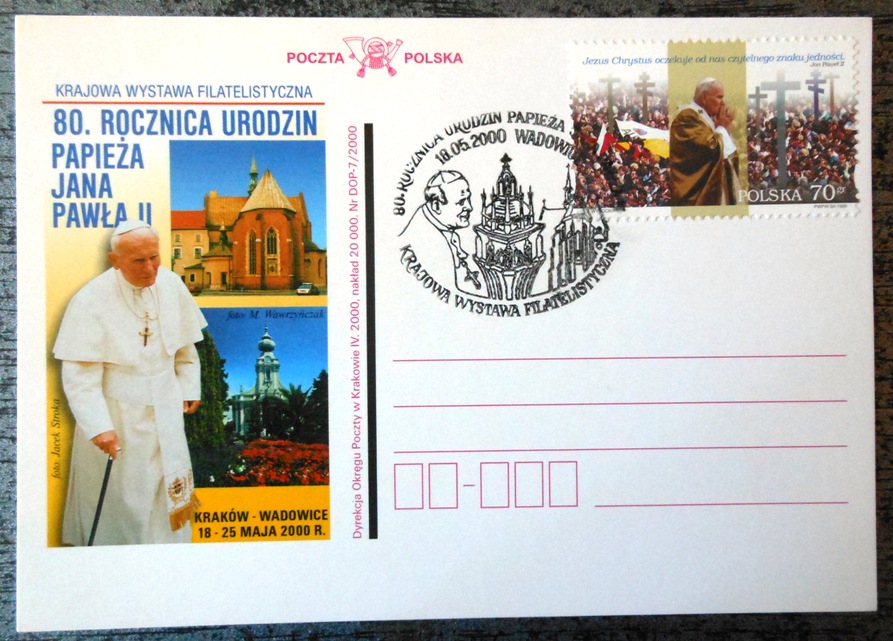 POCZTA POLSKA
KRAJOWA WYSTAWA FILATELISTYCZNA
80. ROCZNICA URODZIN
PAPIEŻA
JANA
PAWŁA II
foto: M. Wawrzyńczak
foto: Jacek Stroka
KRAKÓW - WADOWICE
18 - 25 MAJA 2000 R.
Dyrekcja Okręgu Poczty w Krakowie IV. 2000, nakład 20 000. Nr DOP-7/2000
80. ROCZNICA URODZIN PAPIEŻA
18.05.2000 WADOWIC
KRAJOWA WYSTAWA FILATELISTYCZNA
Jezus Chrystus oczekuje od nas czytelnego znaku jedności.
Jan Paweł II
POLSKA 70 gr